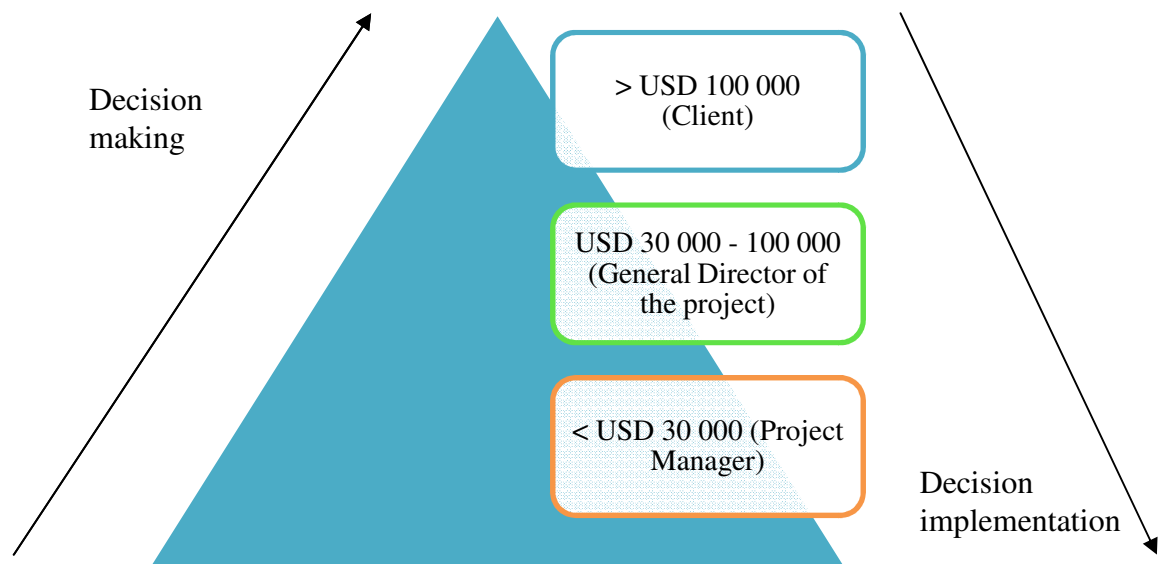 Decision
making
> USD 100 000
(Client)
USD 30 000 - 100 000
(General Director of
the project)
< USD 30 000 (Project
Manager)
Decision
implementation